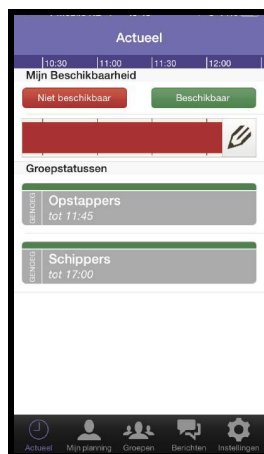 Actueel
10:30 11:00 11:30 12:00
Mijn Beschikbaarheid
Niet beschikbaar Beschikbaar
Groepstatussen
GENOEG
Opstappers
tot 11:45
GENOEG
Schippers
tot 17:00
Actueel Mijn planning Groepen Berichten Instellingen